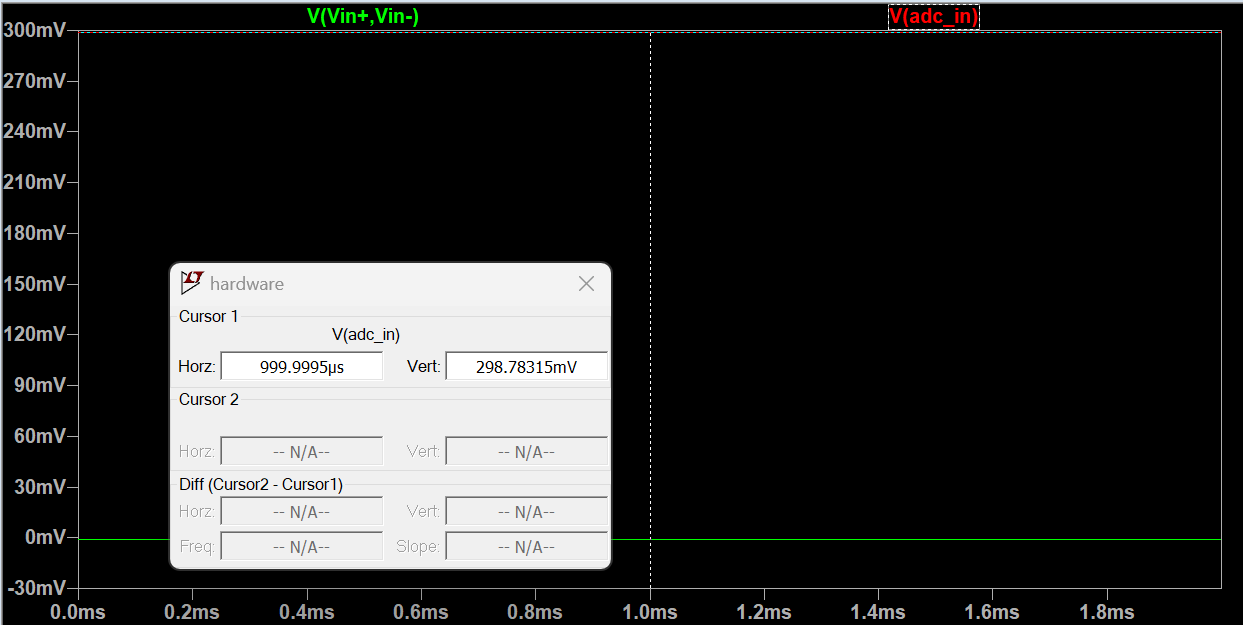 V(Vin+,Vin-) V(adc_in)
300mV
270mV
240mV
210mV
180mV
150mV
120mV
90mV
60mV
30mV
0mV
-30mV
0.0ms 0.2ms 0.4ms 0.6ms 0.8ms 1.0ms 1.2ms 1.4ms 1.6ms 1.8ms
hardware
Cursor 1
V(adc_in)
Horz: 999.9995µs Vert: 298.78315mV
Cursor 2
Horz: -- N/A-- Vert: -- N/A--
Diff (Cursor2 - Cursor1)
Horz: -- N/A-- Vert: -- N/A--
Freq: -- N/A-- Slope: -- N/A--